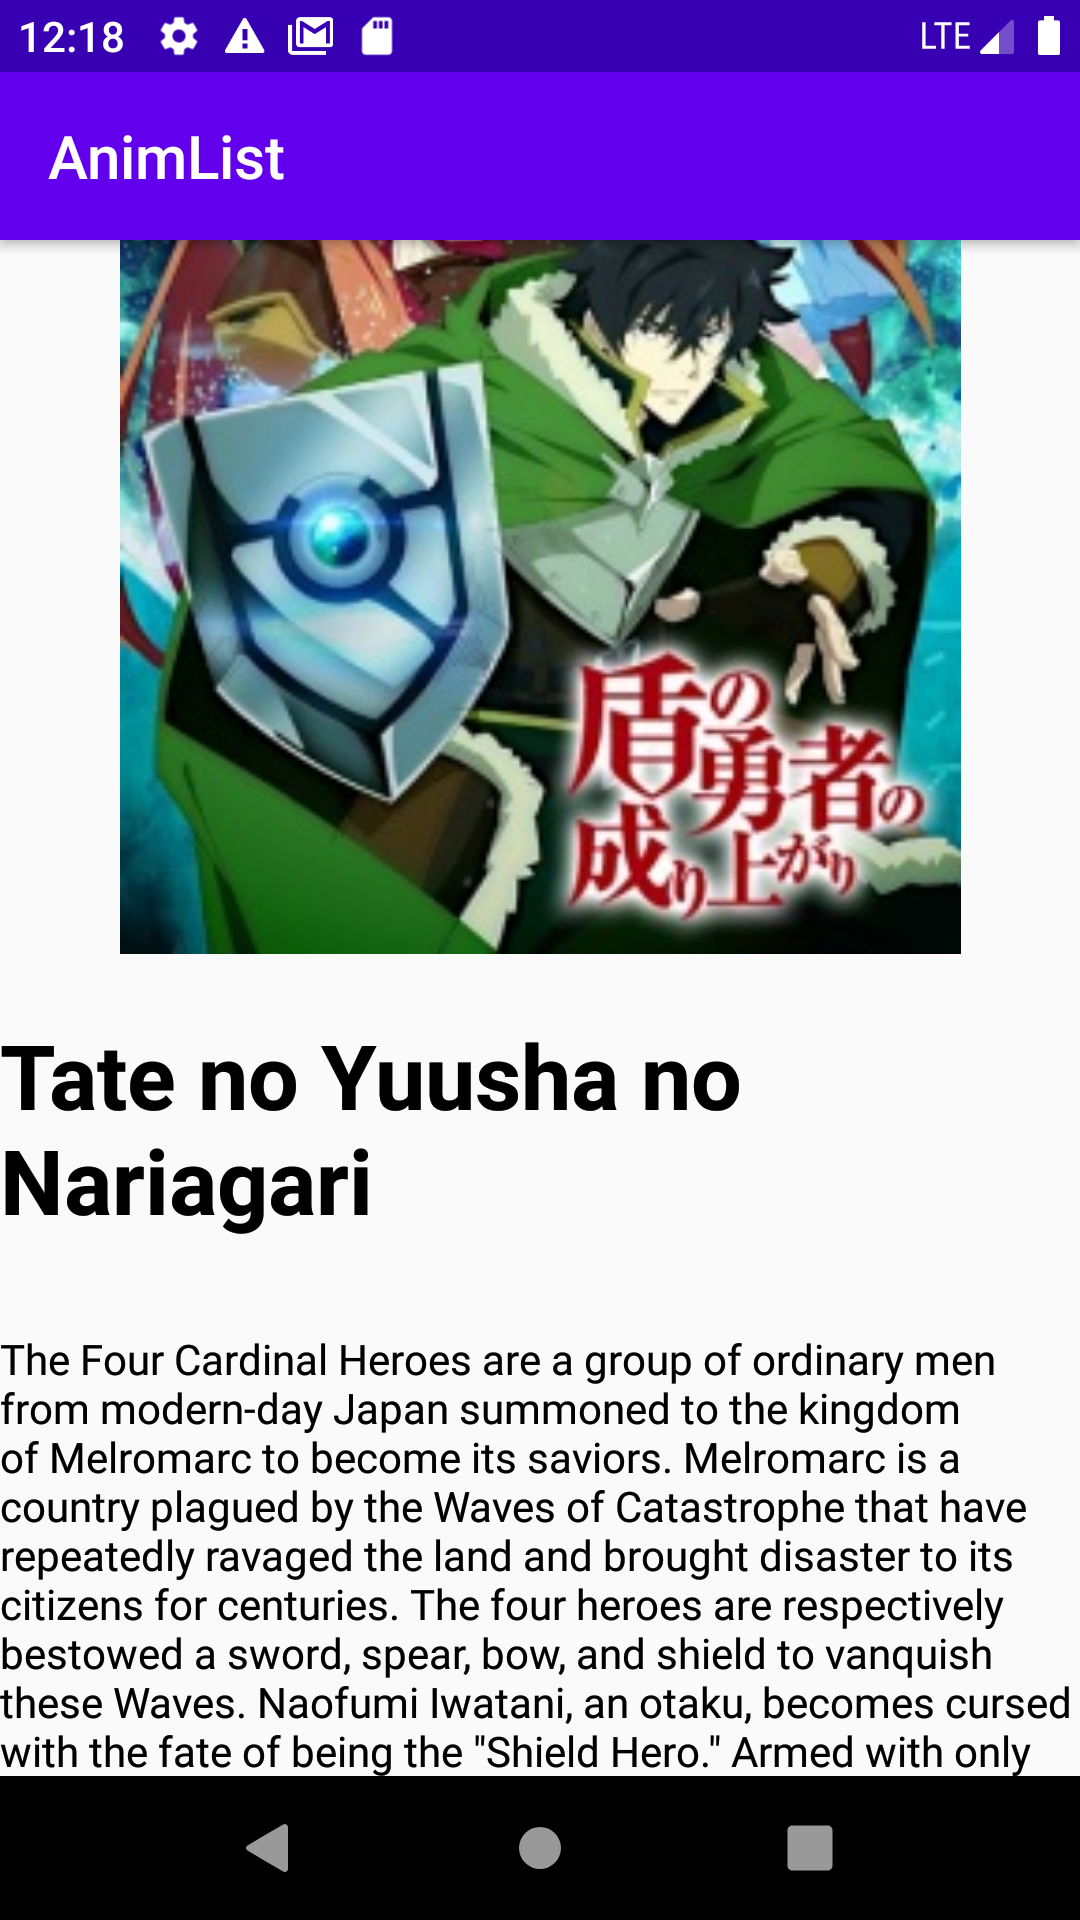 12:18
LTE
AnimList
盾の
勇者の
成り上がり
Tate no Yuusha no
Nariagari
The Four Cardinal Heroes are a group of ordinary men
from modern-day Japan summoned to the kingdom
of Melromarc to become its saviors. Melromarc is a
country plagued by the Waves of Catastrophe that have
repeatedly ravaged the land and brought disaster to its
citizens for centuries. The four heroes are respectively
bestowed a sword, spear, bow, and shield to vanquish
these Waves. Naofumi Iwatani, an otaku, becomes cursed
with the fate of being the "Shield Hero." Armed with only